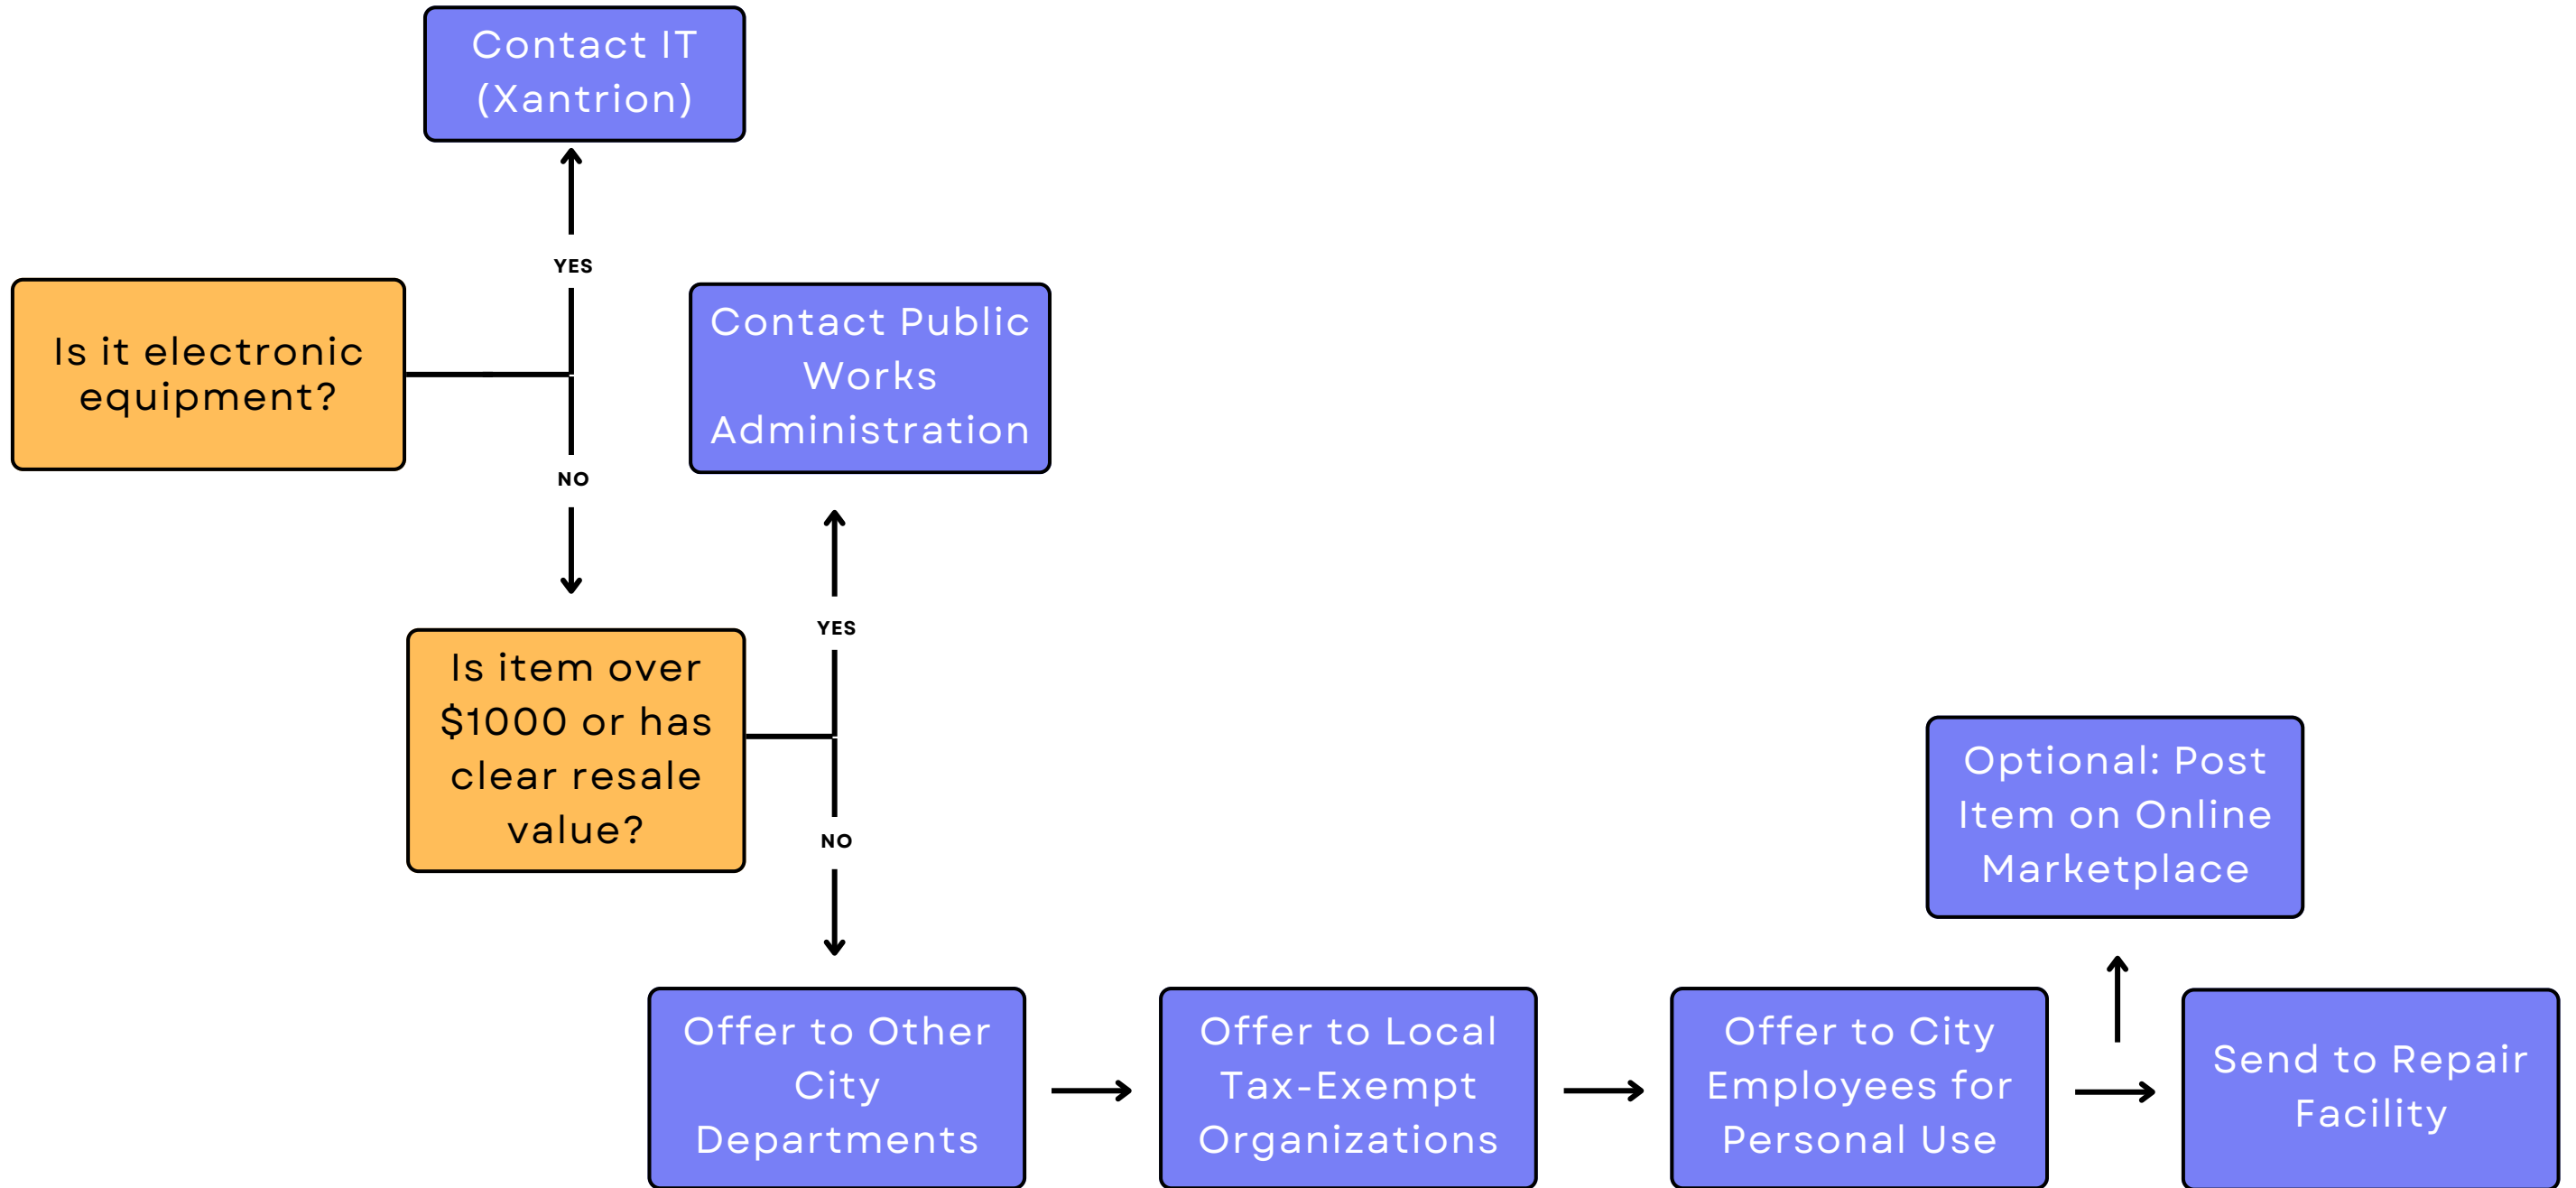 Contact IT
(Xantrion)
YES
Is it electronic
equipment?
Contact Public
Works
Administration
NO
YES
Is item over
$1000 or has
clear resale
value?
NO
Optional: Post
Item on Online
Marketplace
Offer to Other
City
Departments
Offer to Local
Tax-Exempt
Organizations
Offer to City
Employees for
Personal Use
Send to Repair
Facility